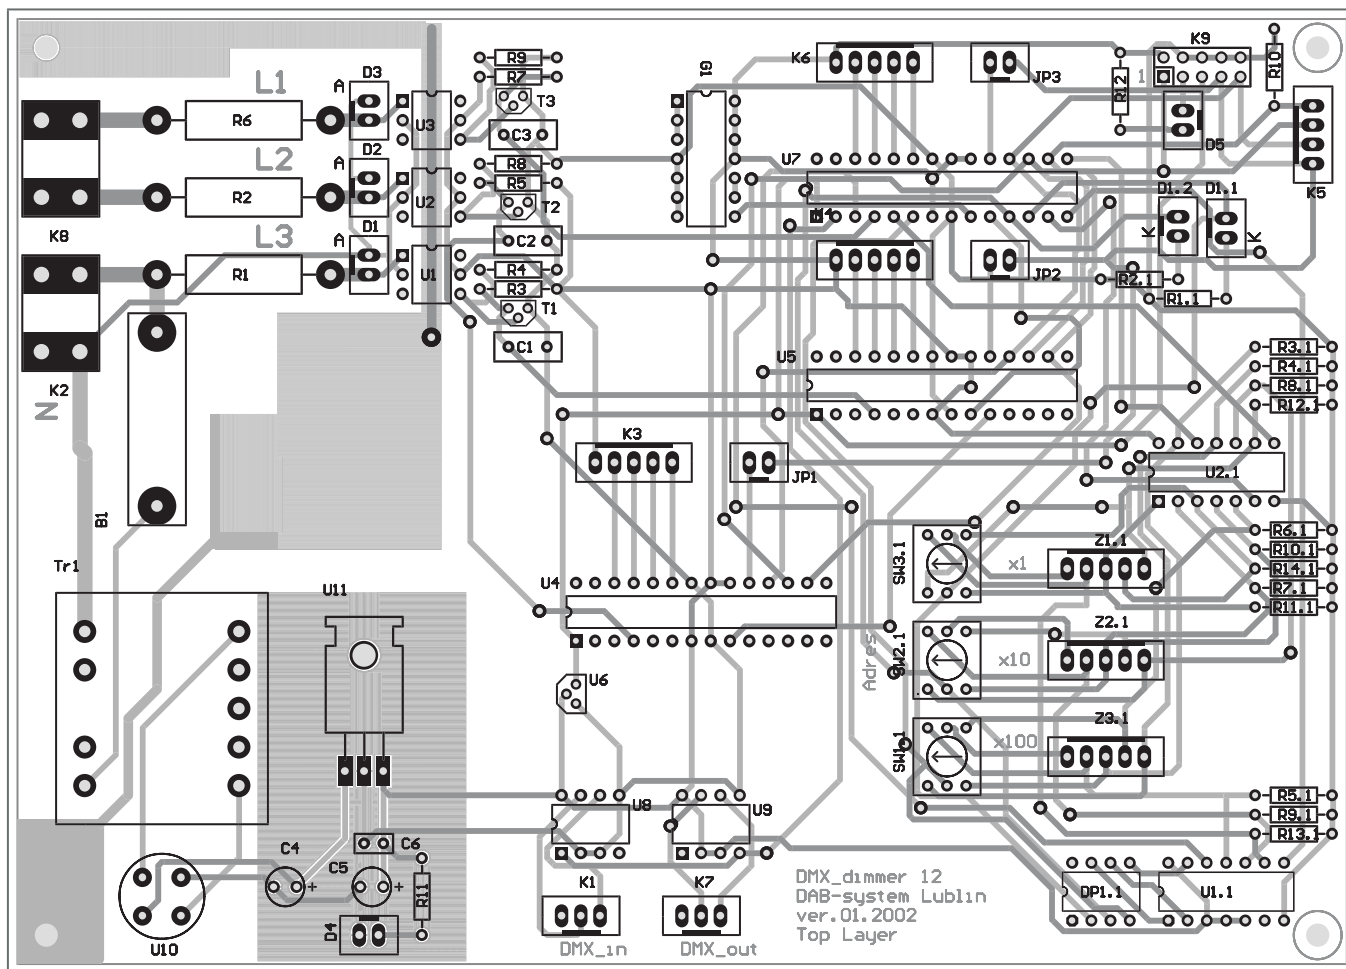 R9
K9
K6
G1
R7
JP3
R10
R12
1
L1
D3
A
T3
R6
U3
C3
D5
L2
D2
A
R8
U7
R5
K5
R2
U2
T2
D1.2
D1.1
K8
L3
D1
A
C2
K
K
R1
U1
R4
R3
JP2
R2.1
R1.1
T1
C1
U5
R3.1
R4.1
R8.1
R12.1
K2
N
K3
JP1
U2.1
B1
R6.1
Z1.1
R10.1
SW3.1
x1
R14.1
Tr1
U11
U4
R7.1
R11.1
Z2.1
Adres
SW2.1
x10
U6
Z3.1
SW1.1
x100
U8
U9
R5.1
R9.1
R13.1
C4
C6
C5
+
+
R11
K1
K7
DMX_dimmer 12
DAB-system Lublin
ver.01.2002
Top Layer
DP1.1
U1.1
D4
U10
DMX_in
DMX_out